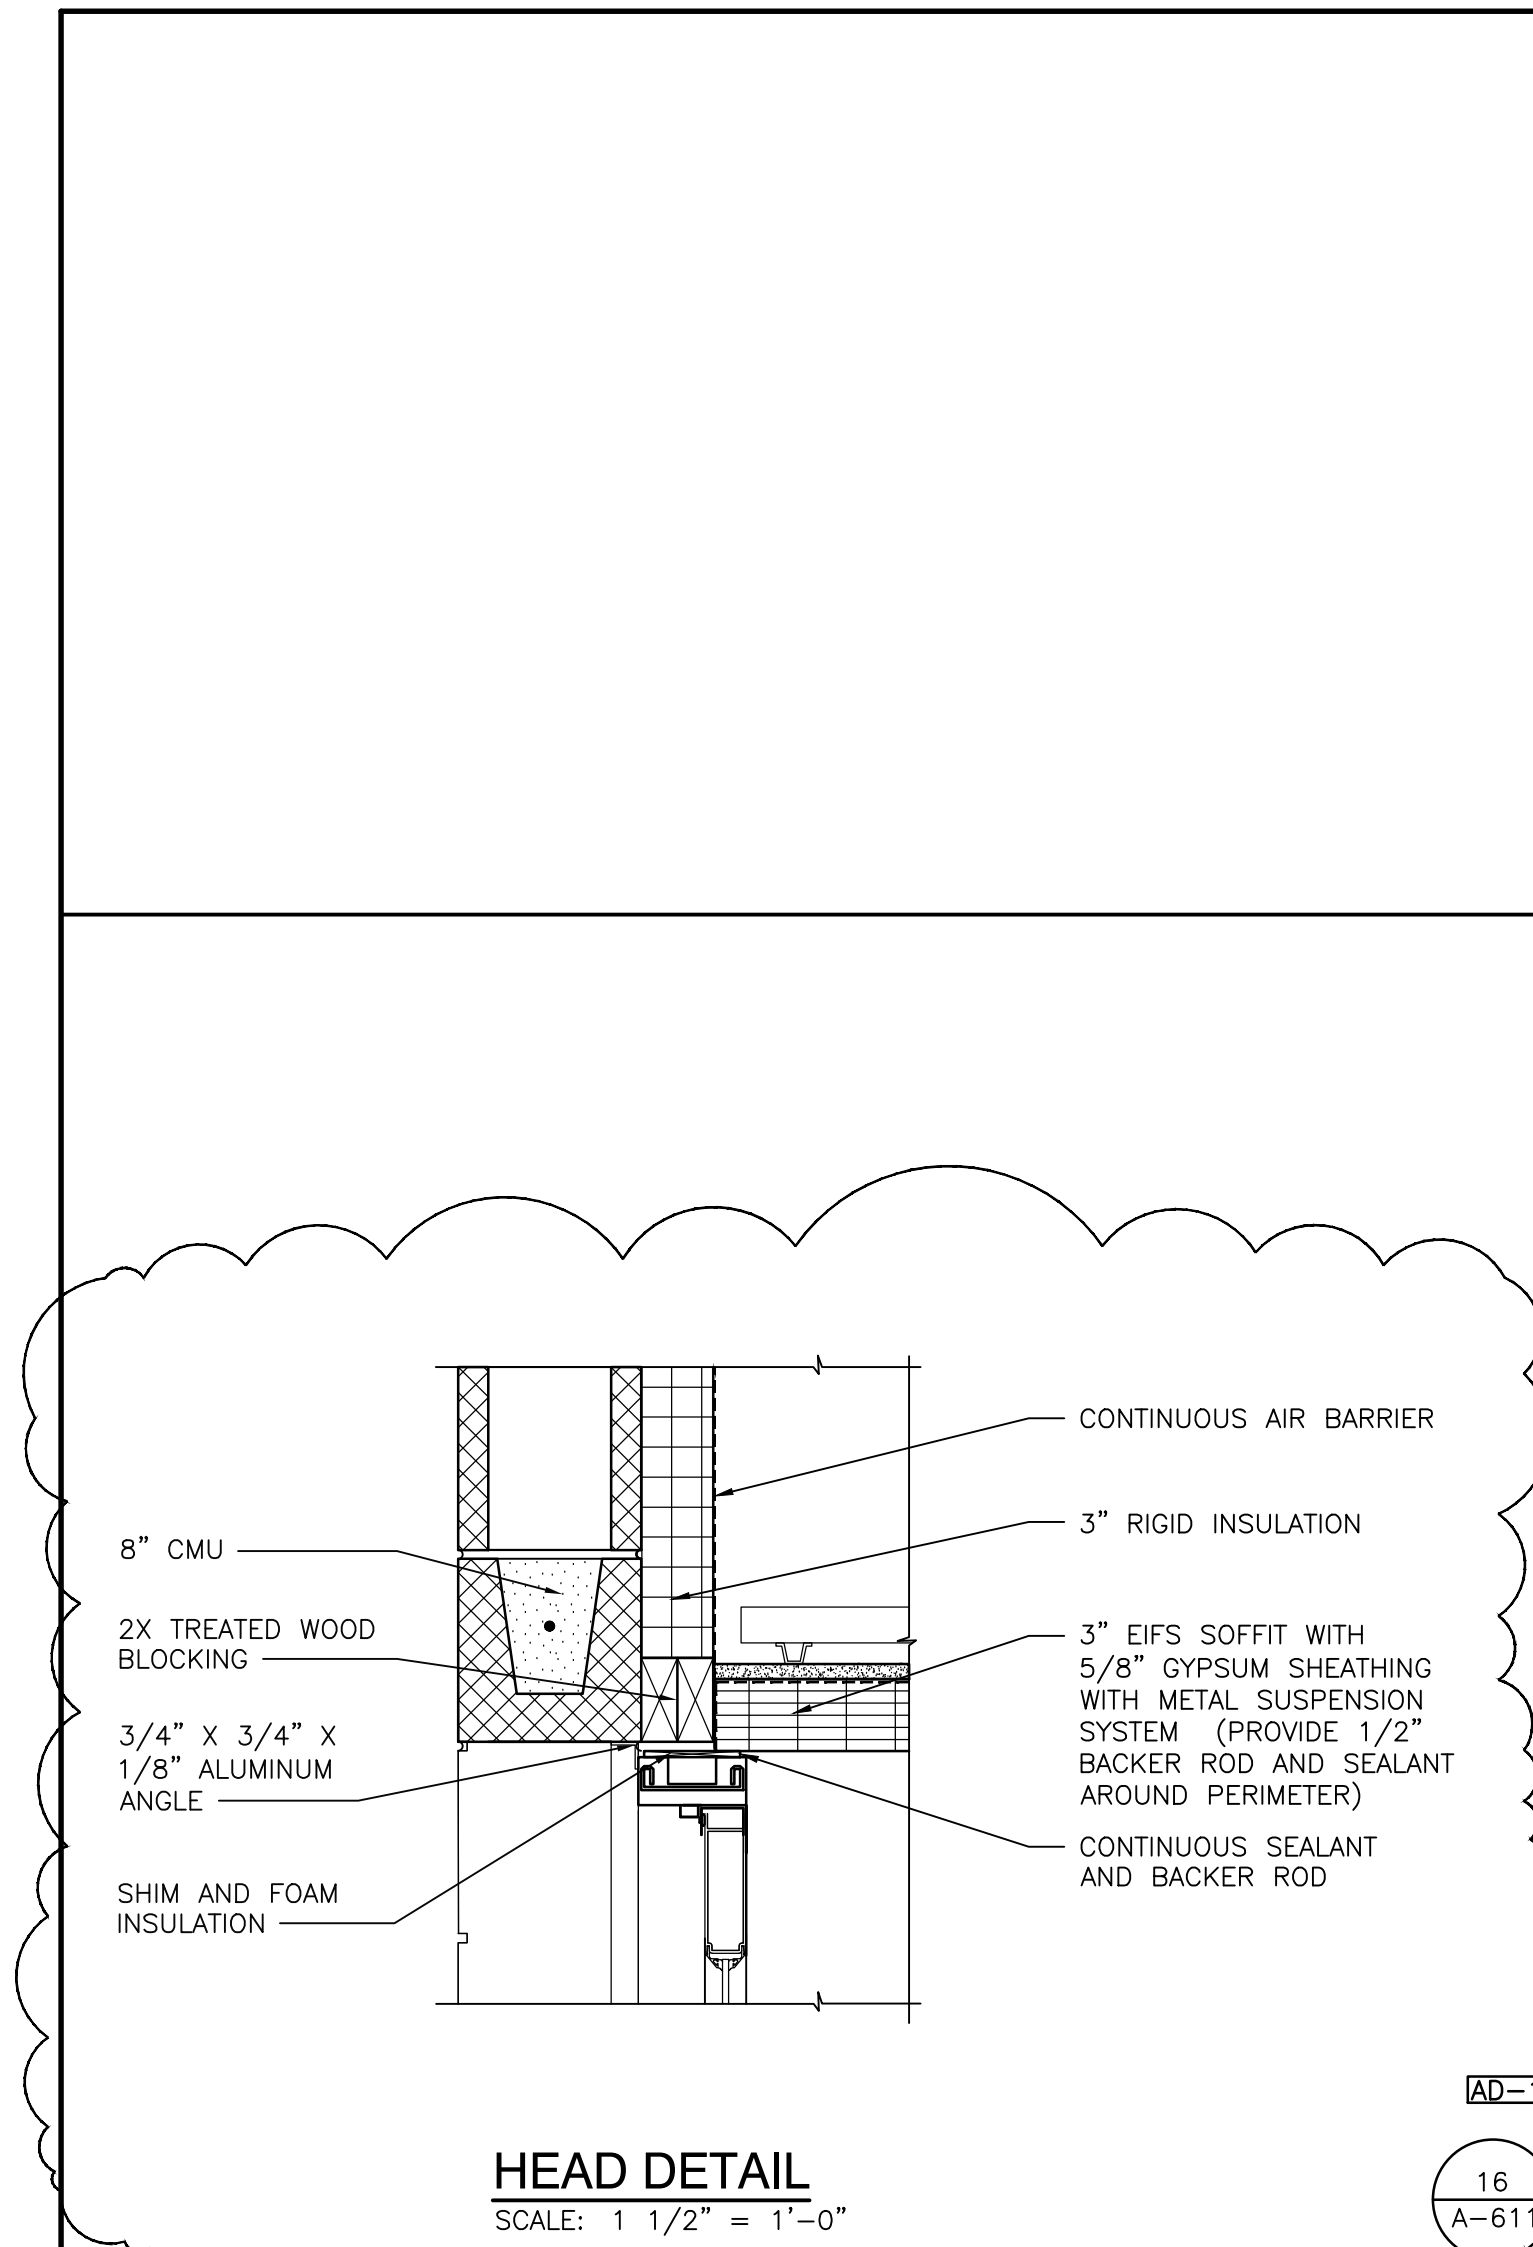 8” CMU
2X TREATED WOOD
BLOCKING
3/4” X 3/4” X
1/8” ALUMINUM
ANGLE
SHIM AND FOAM
INSULATION
CONTINUOUS AIR BARRIER
3” RIGID INSULATION
3” EIFS SOFFIT WITH
5/8” GYPSUM SHEATHING
WITH METAL SUSPENSION
SYSTEM (PROVIDE 1/2”
BACKER ROD AND SEALANT
AROUND PERIMETER)
CONTINUOUS SEALANT
AND BACKER ROD
HEAD DETAIL
SCALE: 1 1/2” = 1’-0”
16
A-611